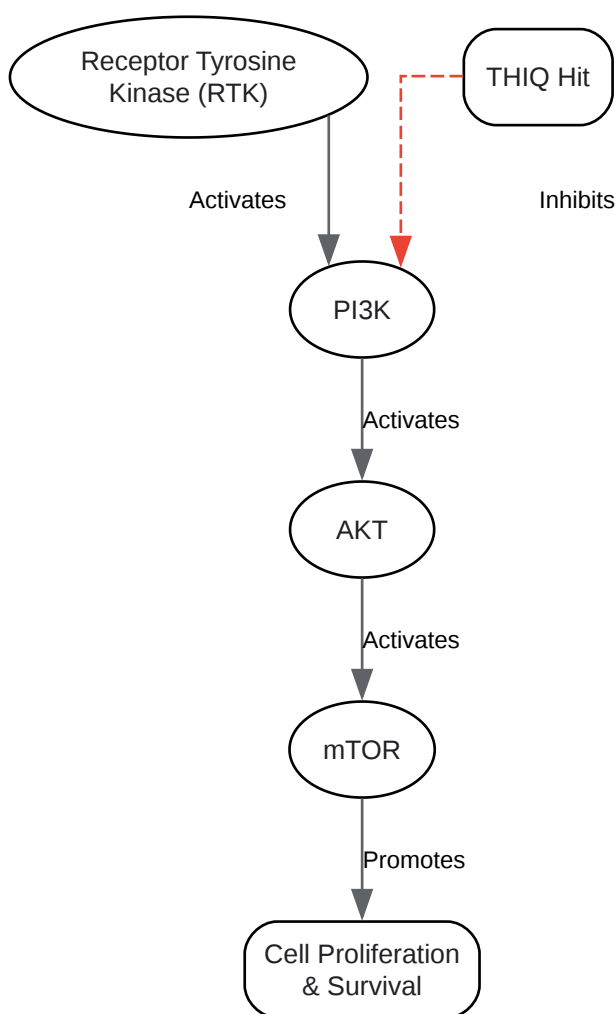 Receptor Tyrosine
Kinase (RTK)
THIQ Hit
Activates
Inhibits
PI3K
Activates
AKT
Activates
mTOR
Promotes
Cell Proliferation
& Survival